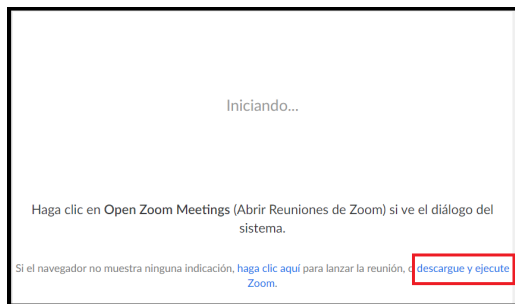 Iniciando...
Haga clic en Open Zoom Meetings (Abrir Reuniones de Zoom) si ve el diálogo del
sistema.
Si el navegador no muestra ninguna indicación, haga clic aquí para lanzar la reunión, o descargue y ejecute
Zoom.